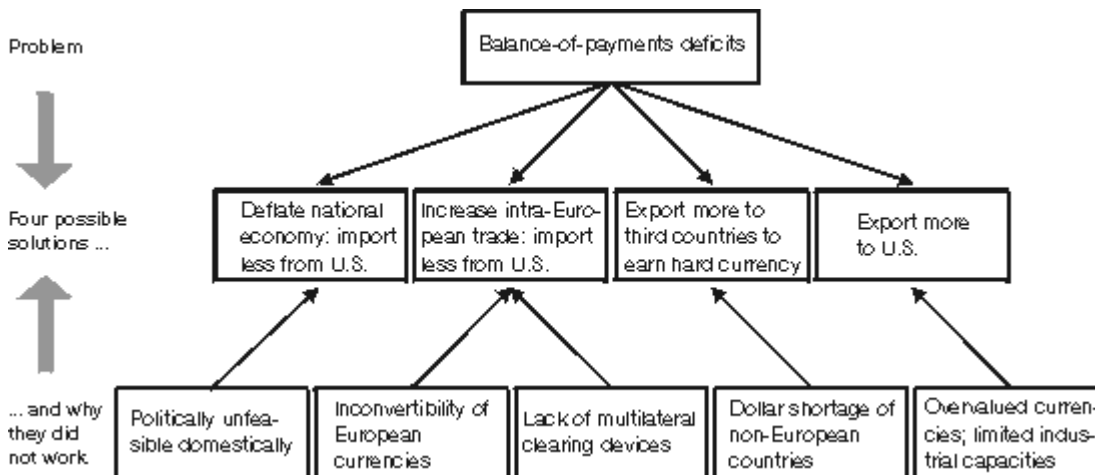 Problem
Balance-of-payments deficits
Four possible
solutions ...
Deflate national
economy: import
less from U.S.
Increase intra-Euro-
pean trade: import
less from U.S.
Export more to
third countries to
earn hard currency
Export more
to U.S.
... and why
they did
not work.
Politically unfea-
sible domestically
Inconvertibility of
European
currencies
Lack of multilateral
clearing devices
Dollar shortage of
non-European
countries
Overvalued curren-
cies; limited indus-
trial capacities